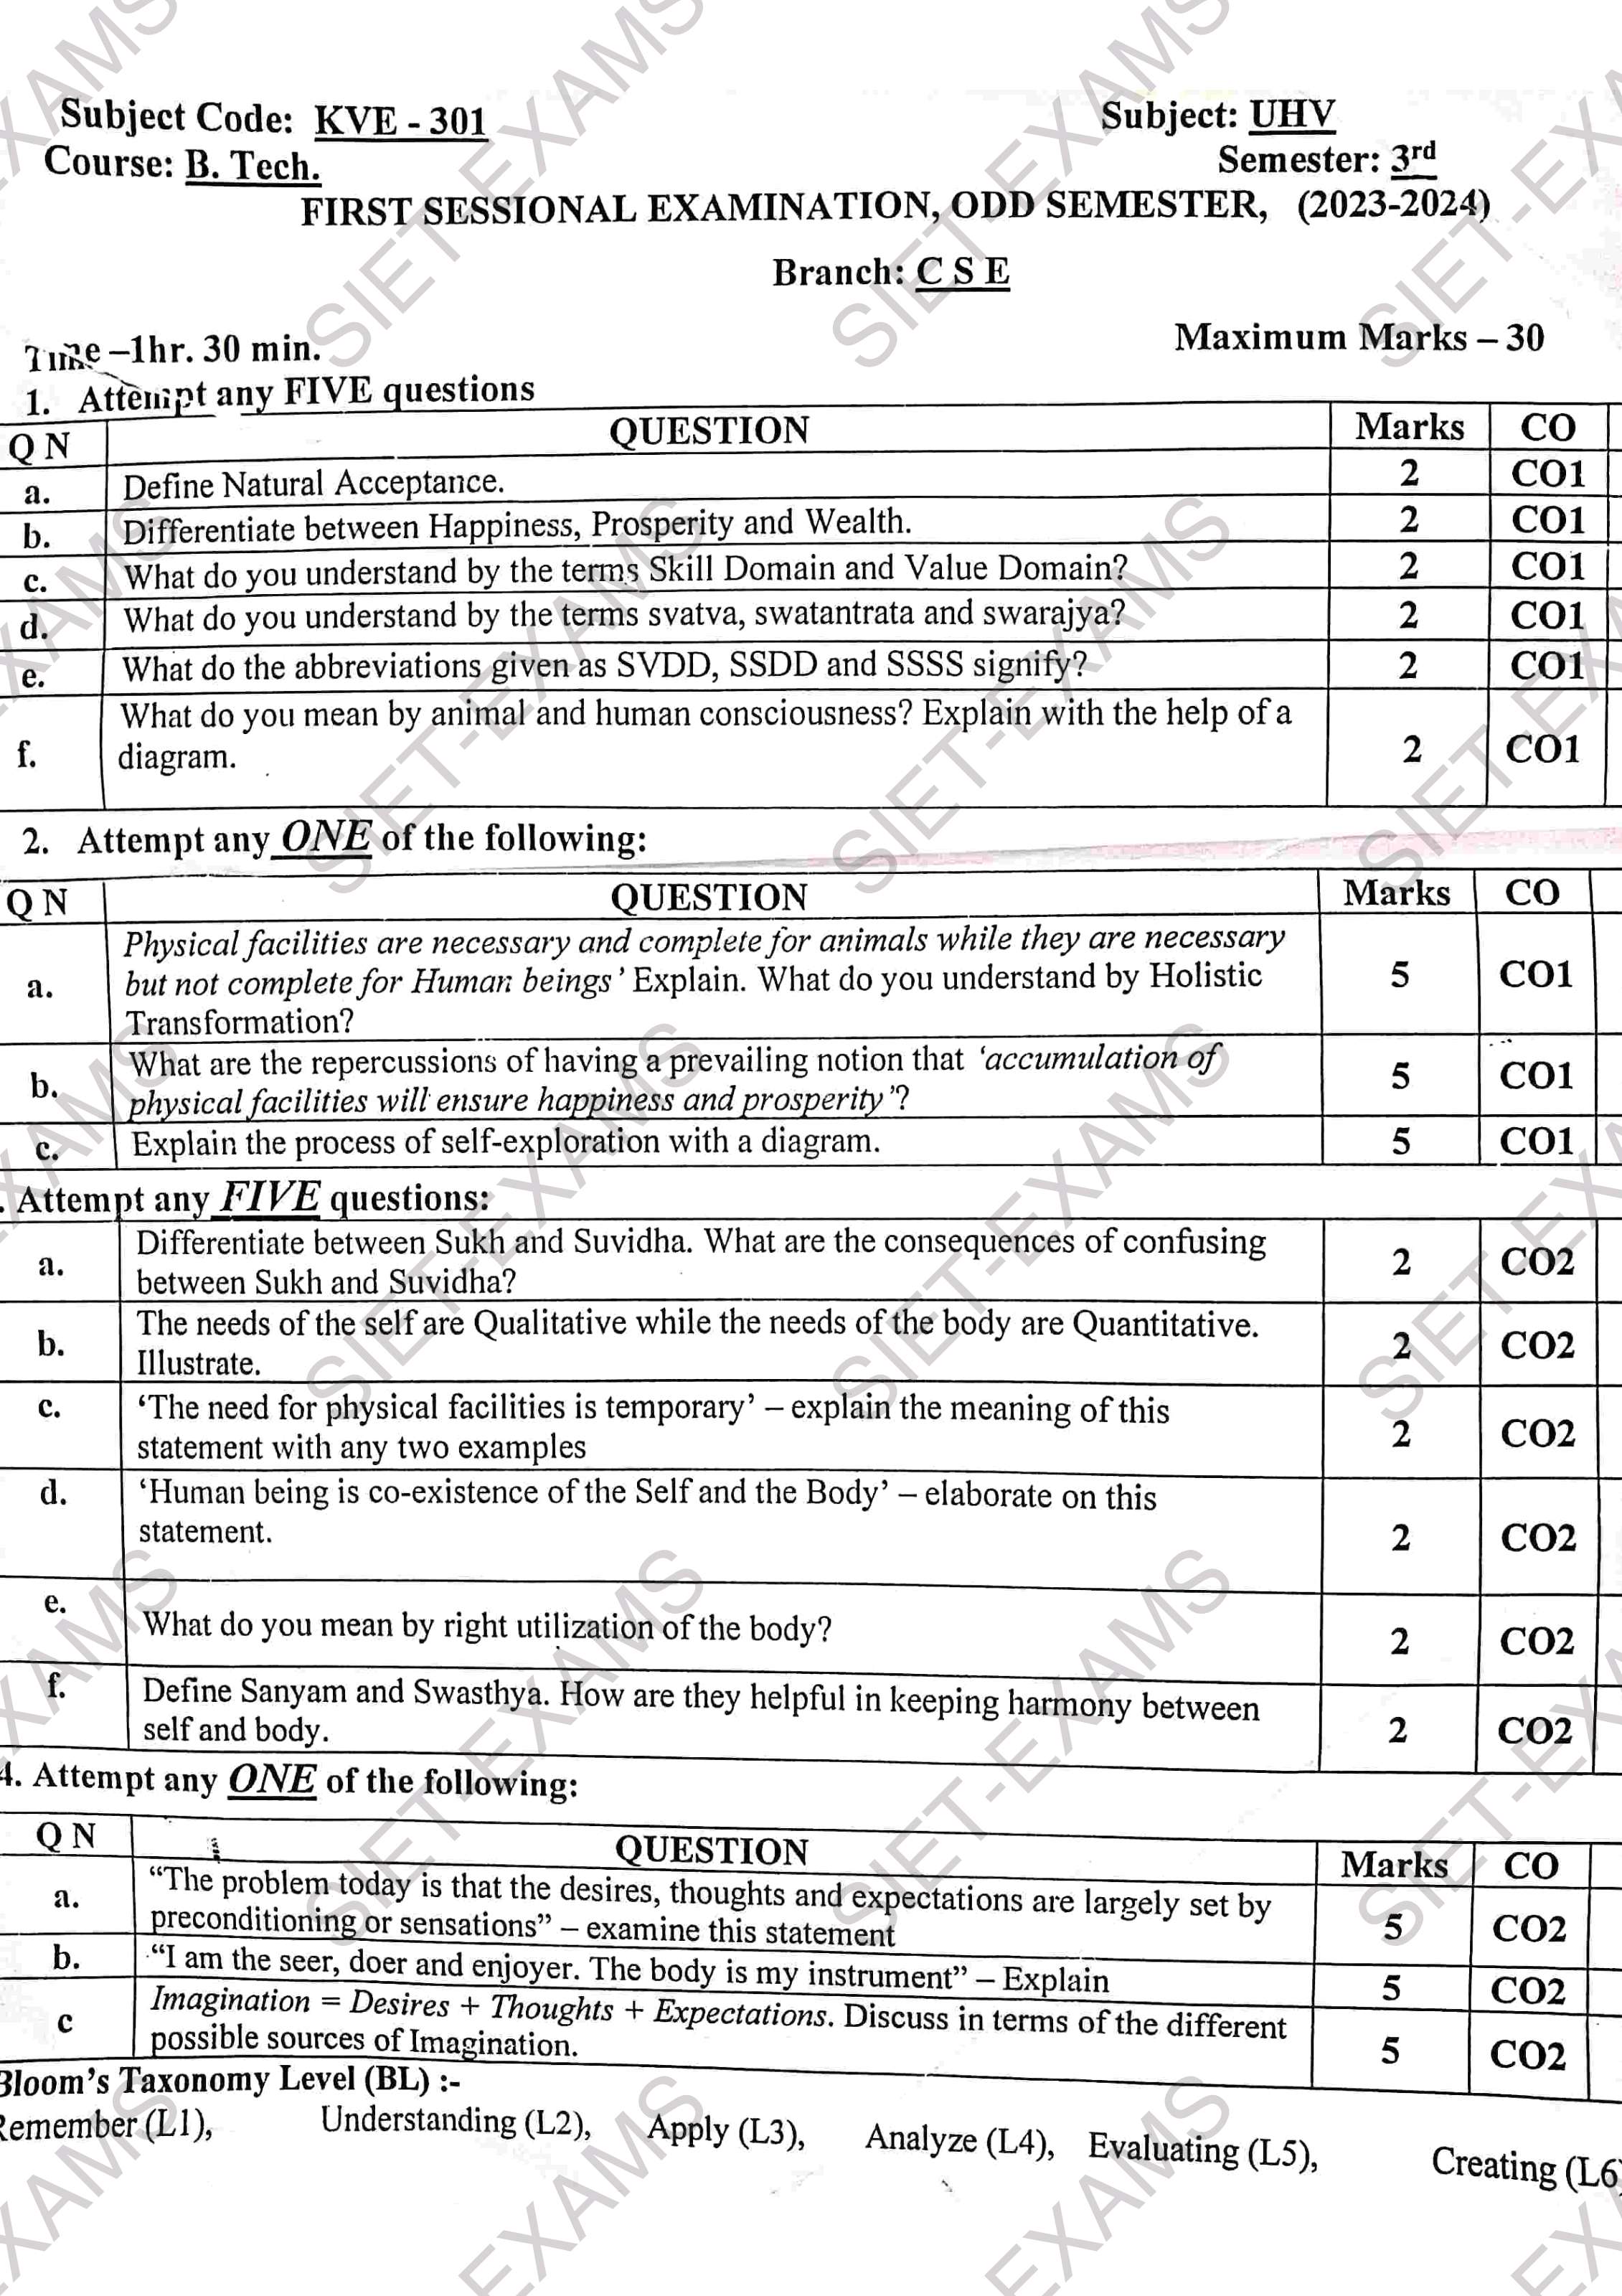 Subject Code: KVE - 301 Subject: UHV
Course: B. Tech. Semester: 3rd
FIRST SESSIONAL EXAMINATION, ODD SEMESTER, (2023-2024)
Branch: C S E
Time –1hr. 30 min. Maximum Marks – 30
1. Attempt any FIVE questions
Q N QUESTION Marks CO
a. Define Natural Acceptance. 2 CO1
b. Differentiate between Happiness, Prosperity and Wealth. 2 CO1
c. What do you understand by the terms Skill Domain and Value Domain? 2 CO1
d. What do you understand by the terms svatva, swatantrata and swarajya? 2 CO1
e. What do the abbreviations given as SVDD, SSDD and SSSS signify? 2 CO1
What do you mean by animal and human consciousness? Explain with the help of a
f. diagram. 2 CO1
2. Attempt any ONE of the following:
Q N QUESTION Marks CO
Physical facilities are necessary and complete for animals while they are necessary
a. but not complete for Human beings' Explain. What do you understand by Holistic 5 CO1
Transformation?
What are the repercussions of having a prevailing notion that 'accumulation of
b. physical facilities will ensure happiness and prosperity'? 5 CO1
c. Explain the process of self-exploration with a diagram. 5 CO1
. Attempt any FIVE questions:
Differentiate between Sukh and Suvidha. What are the consequences of confusing
a. between Sukh and Suvidha? 2 CO2
The needs of the self are Qualitative while the needs of the body are Quantitative.
b. Illustrate. 2 CO2
c. 'The need for physical facilities is temporary' – explain the meaning of this
statement with any two examples 2 CO2
d. 'Human being is co-existence of the Self and the Body' – elaborate on this
statement. 2 CO2
e. What do you mean by right utilization of the body? 2 CO2
f. Define Sanyam and Swasthya. How are they helpful in keeping harmony between
self and body. 2 CO2
4. Attempt any ONE of the following:
Q N QUESTION Marks CO
a. "The problem today is that the desires, thoughts and expectations are largely set by
preconditioning or sensations" – examine this statement 5 CO2
b. "I am the seer, doer and enjoyer. The body is my instrument" – Explain 5 CO2
c Imagination = Desires + Thoughts + Expectations. Discuss in terms of the different
possible sources of Imagination. 5 CO2
Bloom's Taxonomy Level (BL) :-
Remember (L1), Understanding (L2), Apply (L3), Analyze (L4), Evaluating (L5), Creating (L6)
SIET-EXAMS